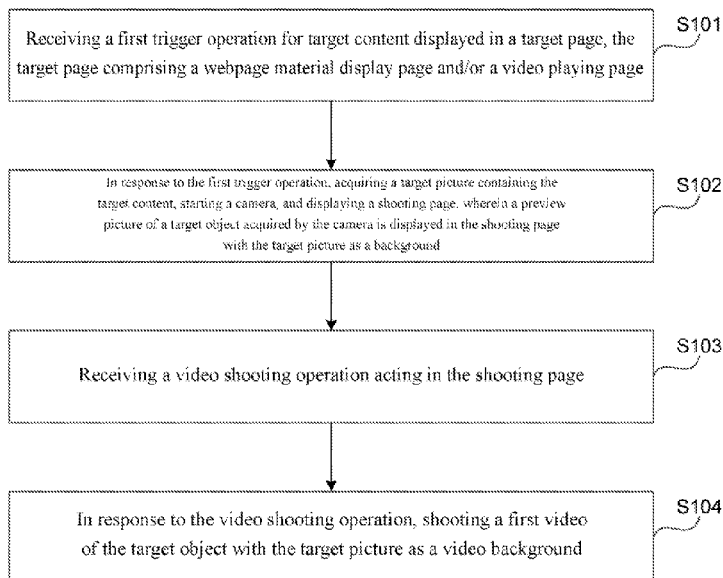 S101
Receiving a first trigger operation for target content displayed in a target page, the
target page comprising a webpage material display page and/or a video playing page
S102
In response to the first trigger operation, acquiring a target picture containing the
target content, starting a camera, and displaying a shooting page, wherein a preview
picture of a target object acquired by the camera is displayed in the shooting page
with the target picture as a background
S103
Receiving a video shooting operation acting in the shooting page
S104
In response to the video shooting operation, shooting a first video
of the target object with the target picture as a video background